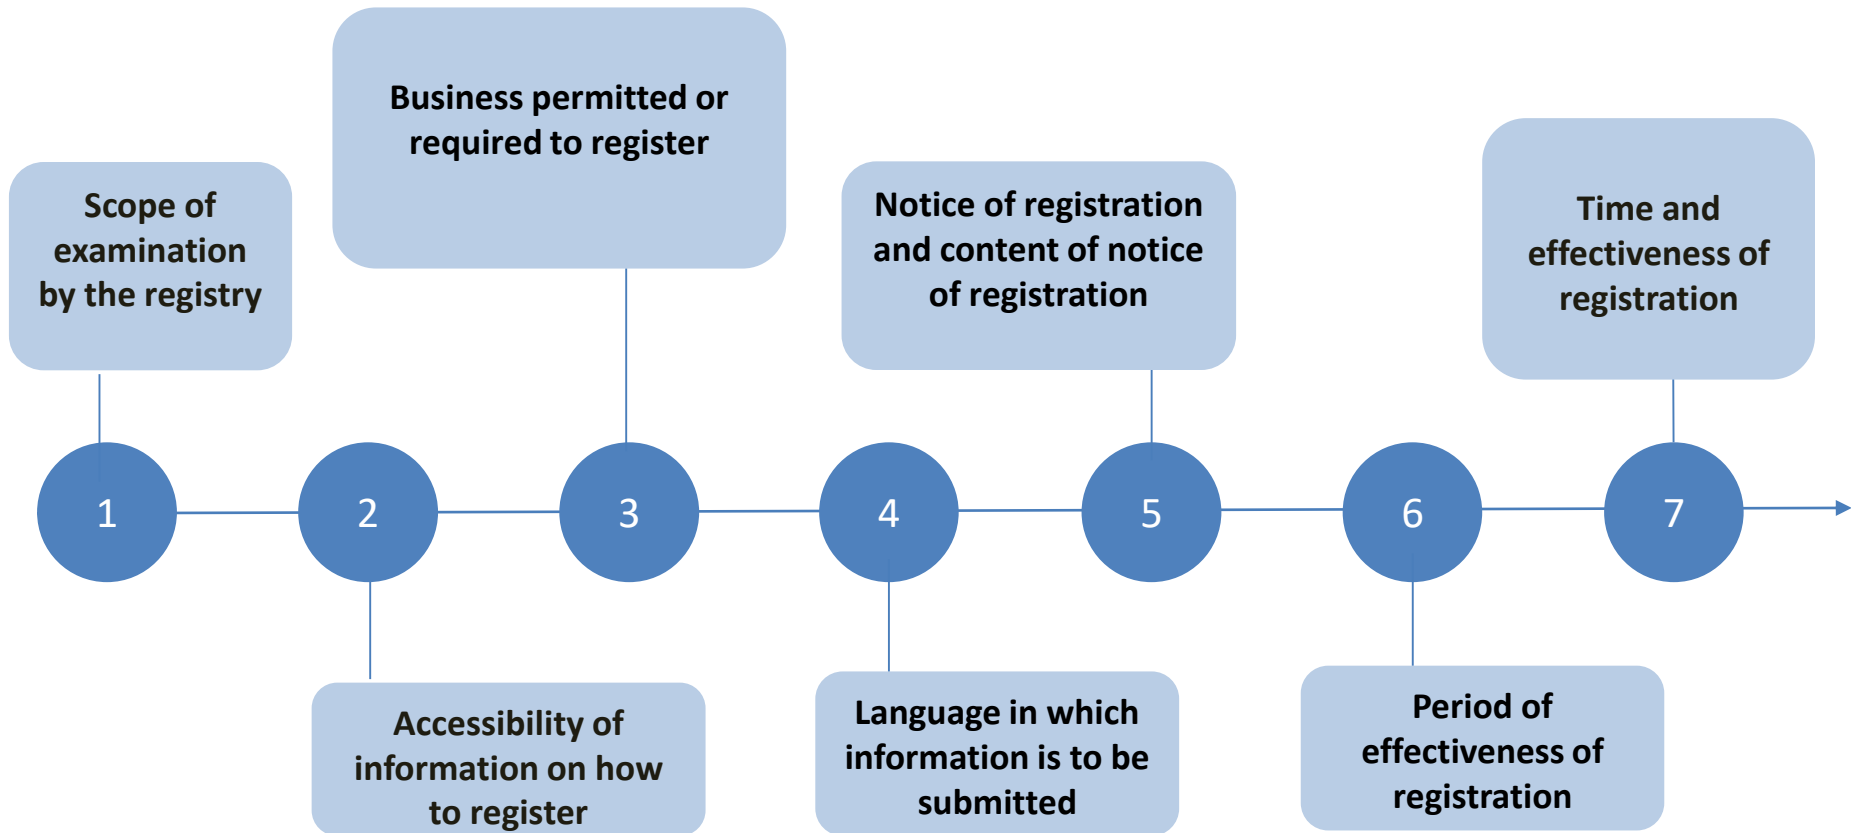 Scope of
examination
by the registry
Business permitted or
required to register
Notice of registration
and content of notice
of registration
Time and
effectiveness of
registration
1
2
3
4
5
6
7
Accessibility of
information on how
to register
Language in which
information is to be
submitted
Period of
effectiveness of
registration